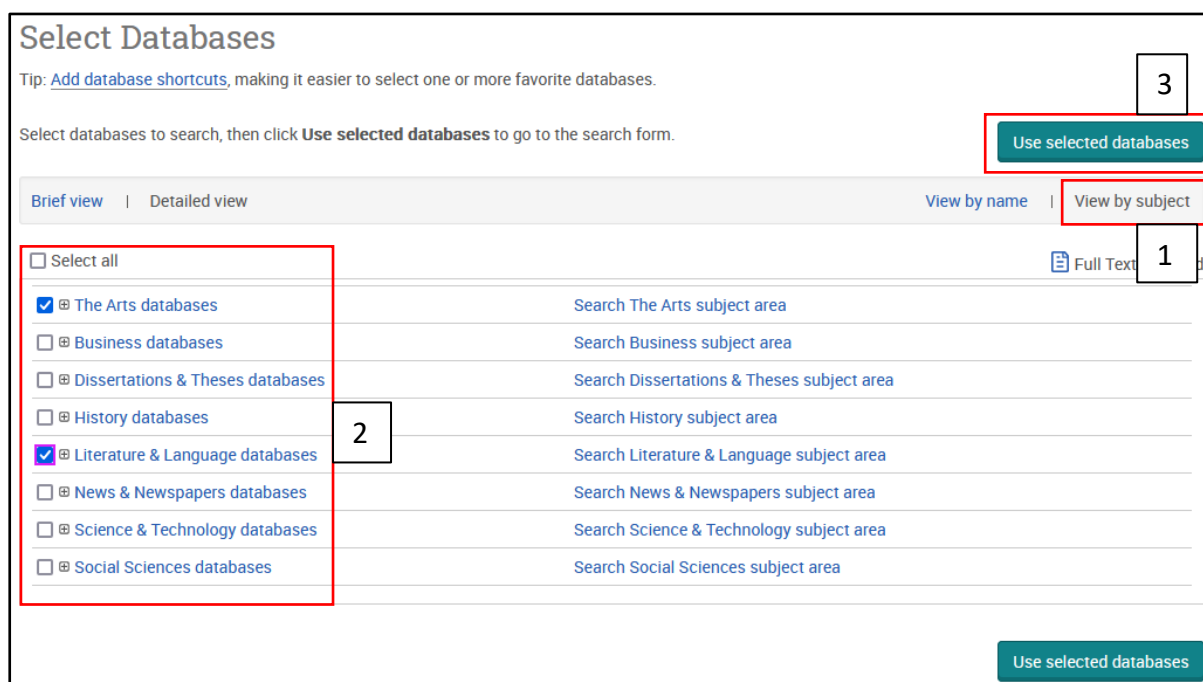 Select Databases
Tip: Add database shortcuts, making it easier to select one or more favorite databases.
3
Select databases to search, then click Use selected databases to go to the search form.
Use selected databases
Brief view | Detailed view
View by name | View by subject
1
Select all
Full Text
The Arts databases Search The Arts subject area
Business databases Search Business subject area
Dissertations & Theses databases Search Dissertations & Theses subject area
History databases Search History subject area
2
Literature & Language databases Search Literature & Language subject area
News & Newspapers databases Search News & Newspapers subject area
Science & Technology databases Search Science & Technology subject area
Social Sciences databases Search Social Sciences subject area
Use selected databases